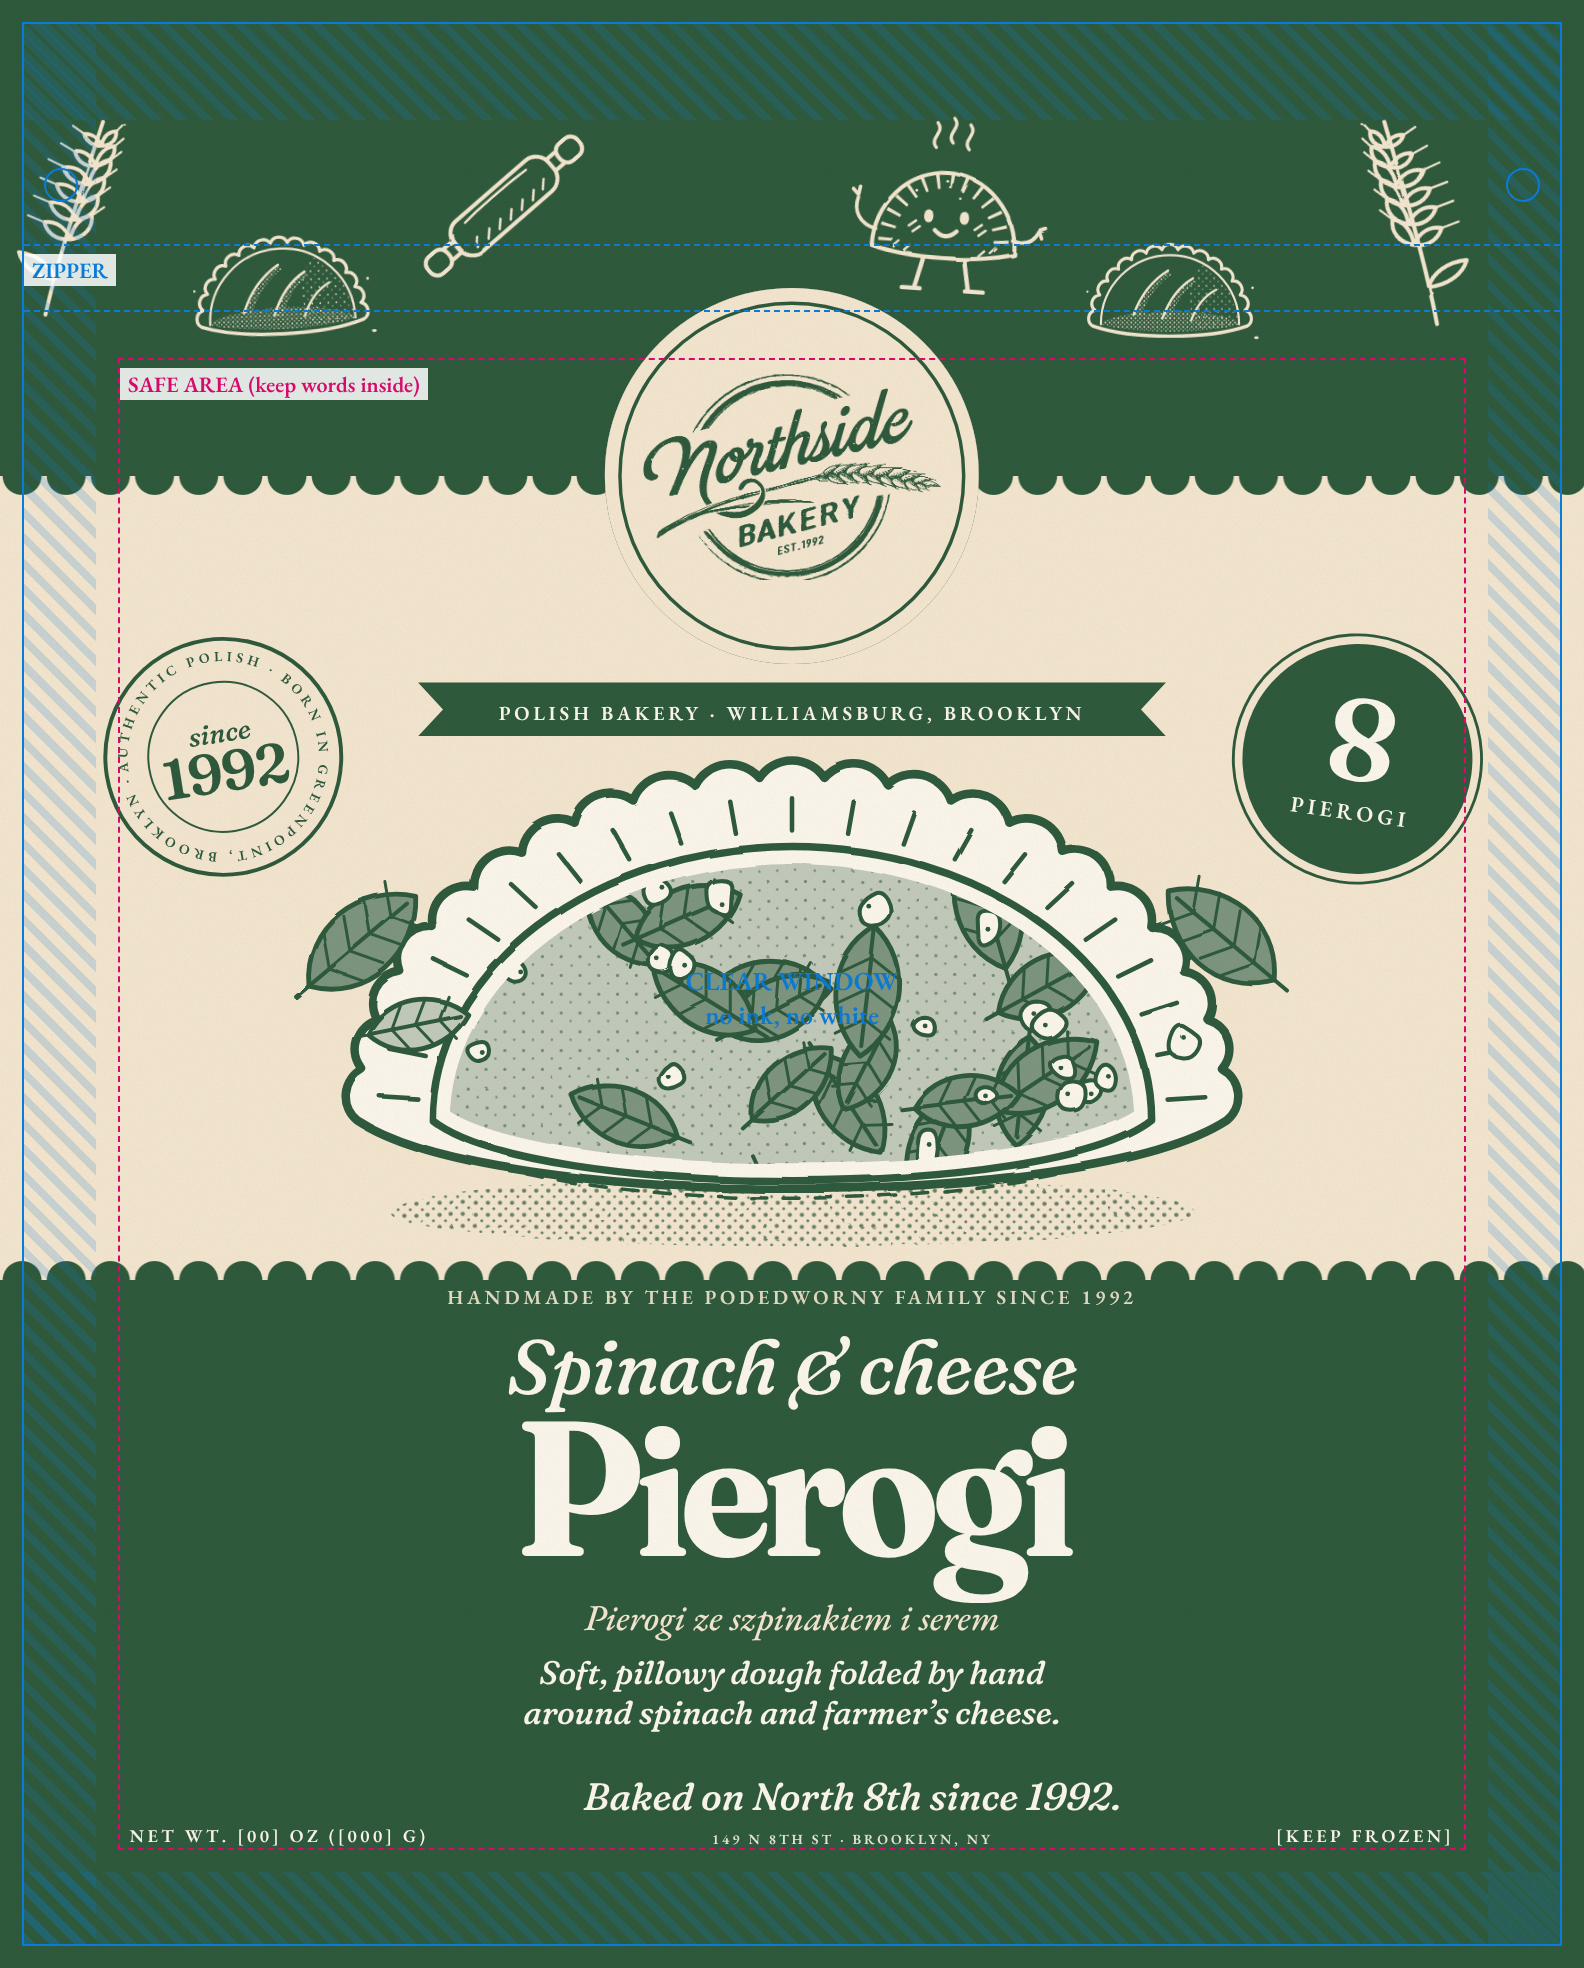 ZIPPER
SAFE AREA (keep words inside)
Northside
BAKERY
EST.1992
AUTHENTIC POLISH · BORN IN GREENPOINT, BROOKLYN ·
since
1992
POLISH BAKERY · WILLIAMSBURG, BROOKLYN
8
PIEROGI
CLEAR WINDOW
no ink, no white
HANDMADE BY THE PODEDWORNY FAMILY SINCE 1992
Spinach & cheese
Pierogi
Pierogi ze szpinakiem i serem
Soft, pillowy dough folded by hand
around spinach and farmer’s cheese.
Baked on North 8th since 1992.
NET WT. [00] OZ ([000] G)
149 N 8TH ST · BROOKLYN, NY
[KEEP FROZEN]